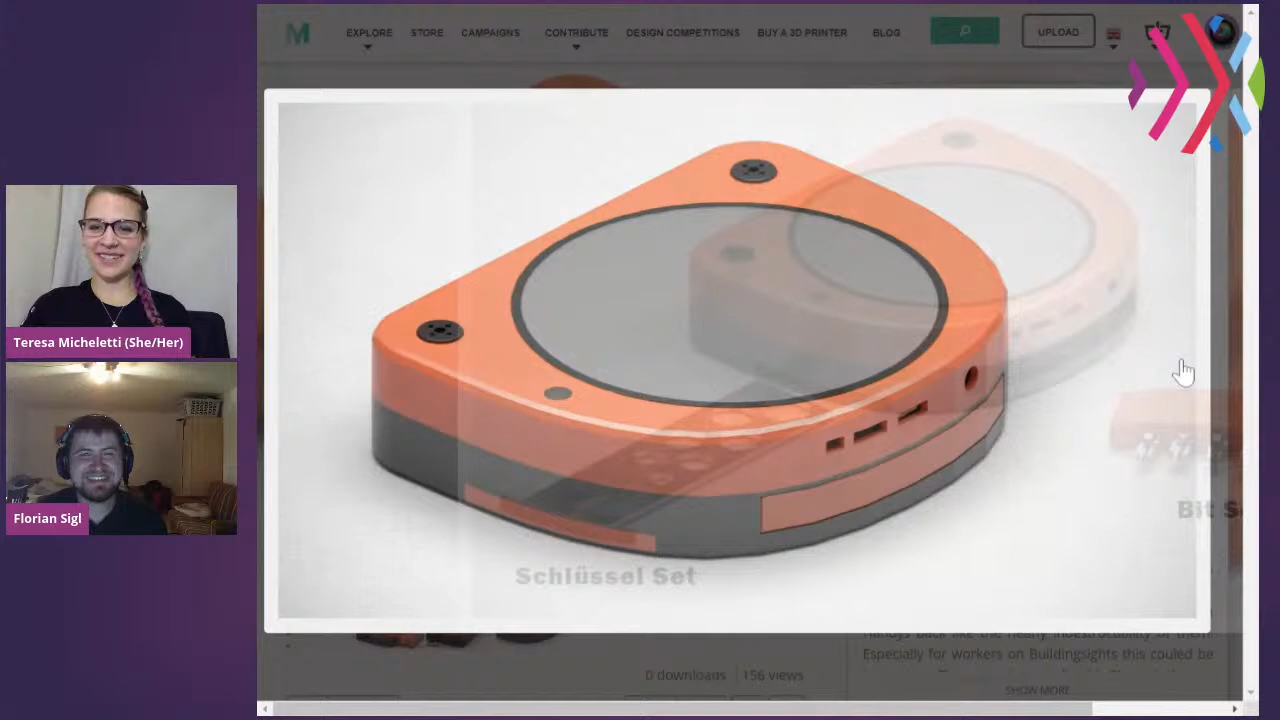 M EXPLORE STORE CAMPAIGNS CONTRIBUTE DESIGN COMPETITIONS BUY A 3D PRINTER BLOG UPLOAD
Teresa Micheletti (She/Her)
Florian Sigl
Schlüssel Set
Bit S
Especially for workers on Buildingsights this couled be
0 downloads 156 views
SHOW MORE